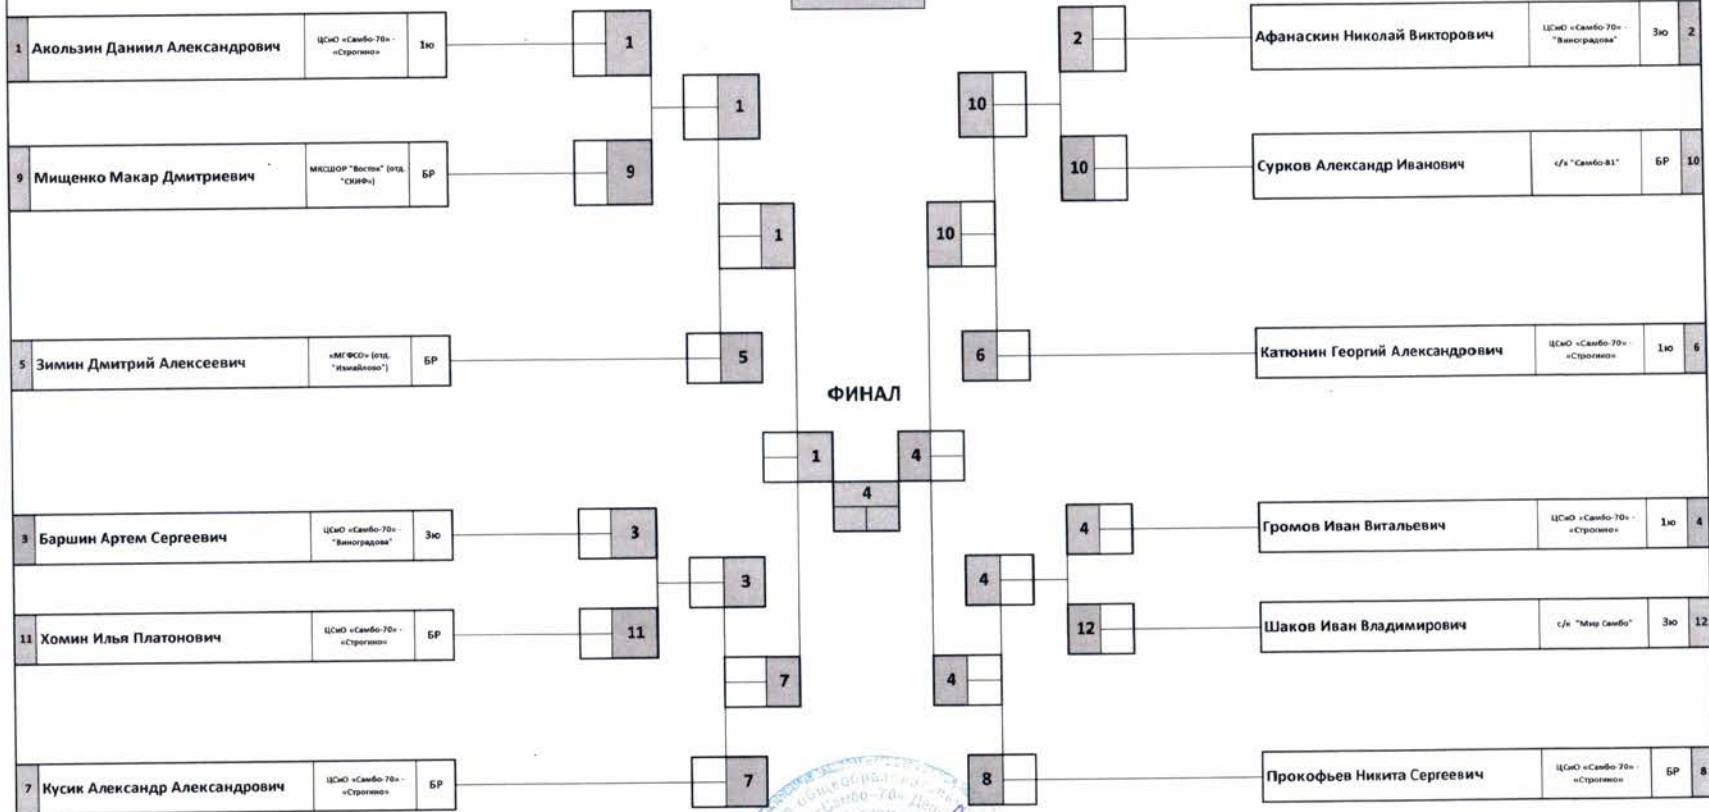 1 Акользин Даниил Александрович ЦСиО «Самбо-70» - «Строгино» 1ю 1
9 Мищенко Макар Дмитриевич МКСШОР "Восток" (отд. "СКИФ») БР 9
1
1
5 Зимин Дмитрий Алексеевич «МГФСО» (отд. "Измайлово") БР 5
3 Баршин Артем Сергеевич ЦСиО «Самбо-70» - "Виноградова" 3ю 3
11 Хомин Илья Платонович ЦСиО «Самбо-70» - «Строгино» БР 11
3
7
7 Кусик Александр Александрович ЦСиО «Самбо-70» - «Строгино» БР 7
ФИНАЛ
1 4
4
2 Афанаскин Николай Викторович ЦСиО «Самбо-70» - "Виноградова" 3ю 2
10 Сурков Александр Иванович с/к "Самбо-81" БР 10
10
10
6 Катюнин Георгий Александрович ЦСиО «Самбо-70» - «Строгино» 1ю 6
4 Громов Иван Витальевич ЦСиО «Самбо-70» - «Строгино» 1ю 4
12 Шаков Иван Владимирович с/к "Мир Самбо" 3ю 12
4
4
8 Прокофьев Никита Сергеевич ЦСиО «Самбо-70» - «Строгино» БР 8